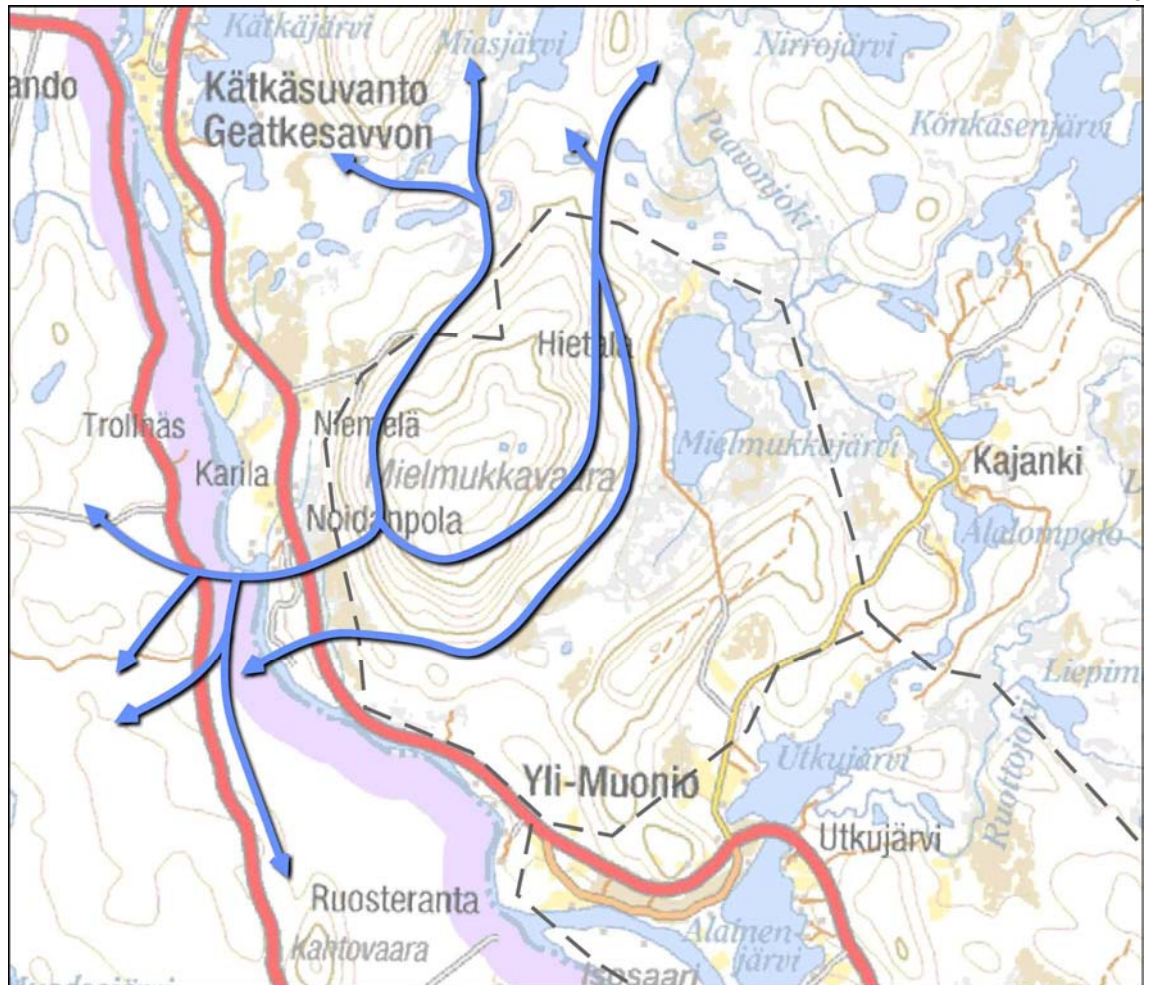 Kätkäjärvi
Miasjärvi
Nirrojärvi
ando
Kätkäsuvanto
Geatkesavvon
Könkäsenjärvi
Paavonjoki
Hietala
Trollnäs
Niemelä
Mielmukkajärvi
Kajanki
Karila
Mielmukkavaara
Noidanpola
Alalompolo
Liepim
Utkujärvi
Ruottojoki
Yli-Muonio
Utkujärvi
Ruosteranta
Kahtovaara
Alainen-
järvi
Isosaari